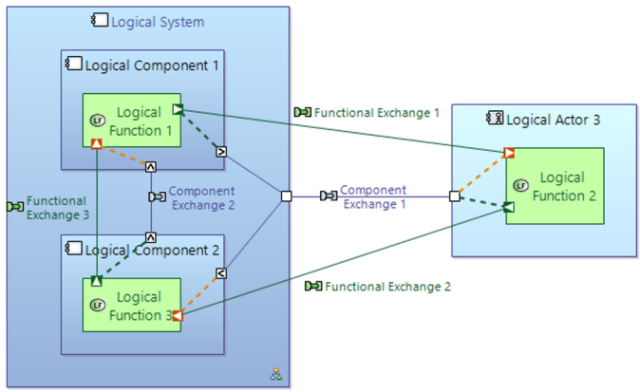 Logical System
Logical Component 1
LF
Logical
Function 1
Functional Exchange 1
Logical Actor 3
LF
Logical
Function 2
Component
Exchange 2
Component
Exchange 1
Functional
Exchange 3
Logical Component 2
LF
Logical
Function 3
Functional Exchange 2